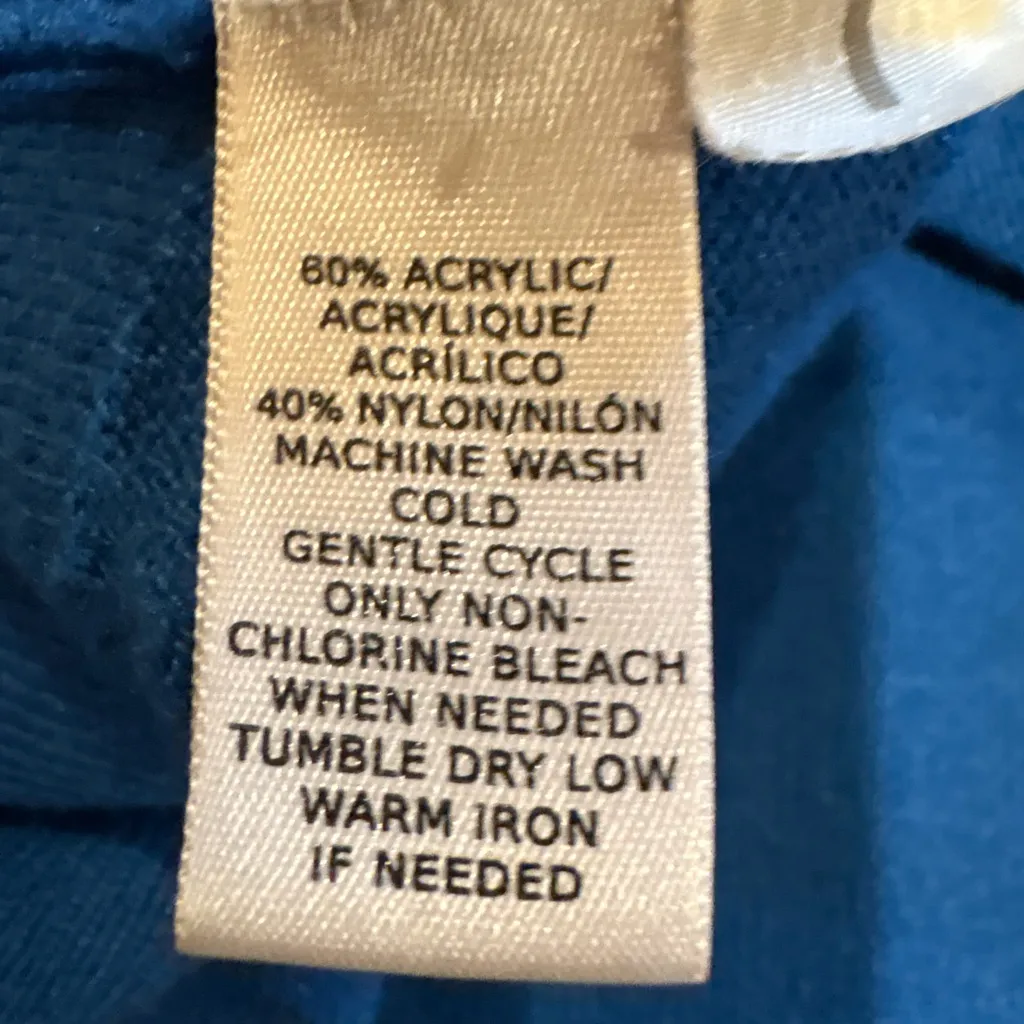 60% ACRYLIC/
ACRYLIQUE/
ACRÍLICO
40% NYLON/NILÓN
MACHINE WASH
COLD
GENTLE CYCLE
ONLY NON-
CHLORINE BLEACH
WHEN NEEDED
TUMBLE DRY LOW
WARM IRON
IF NEEDED